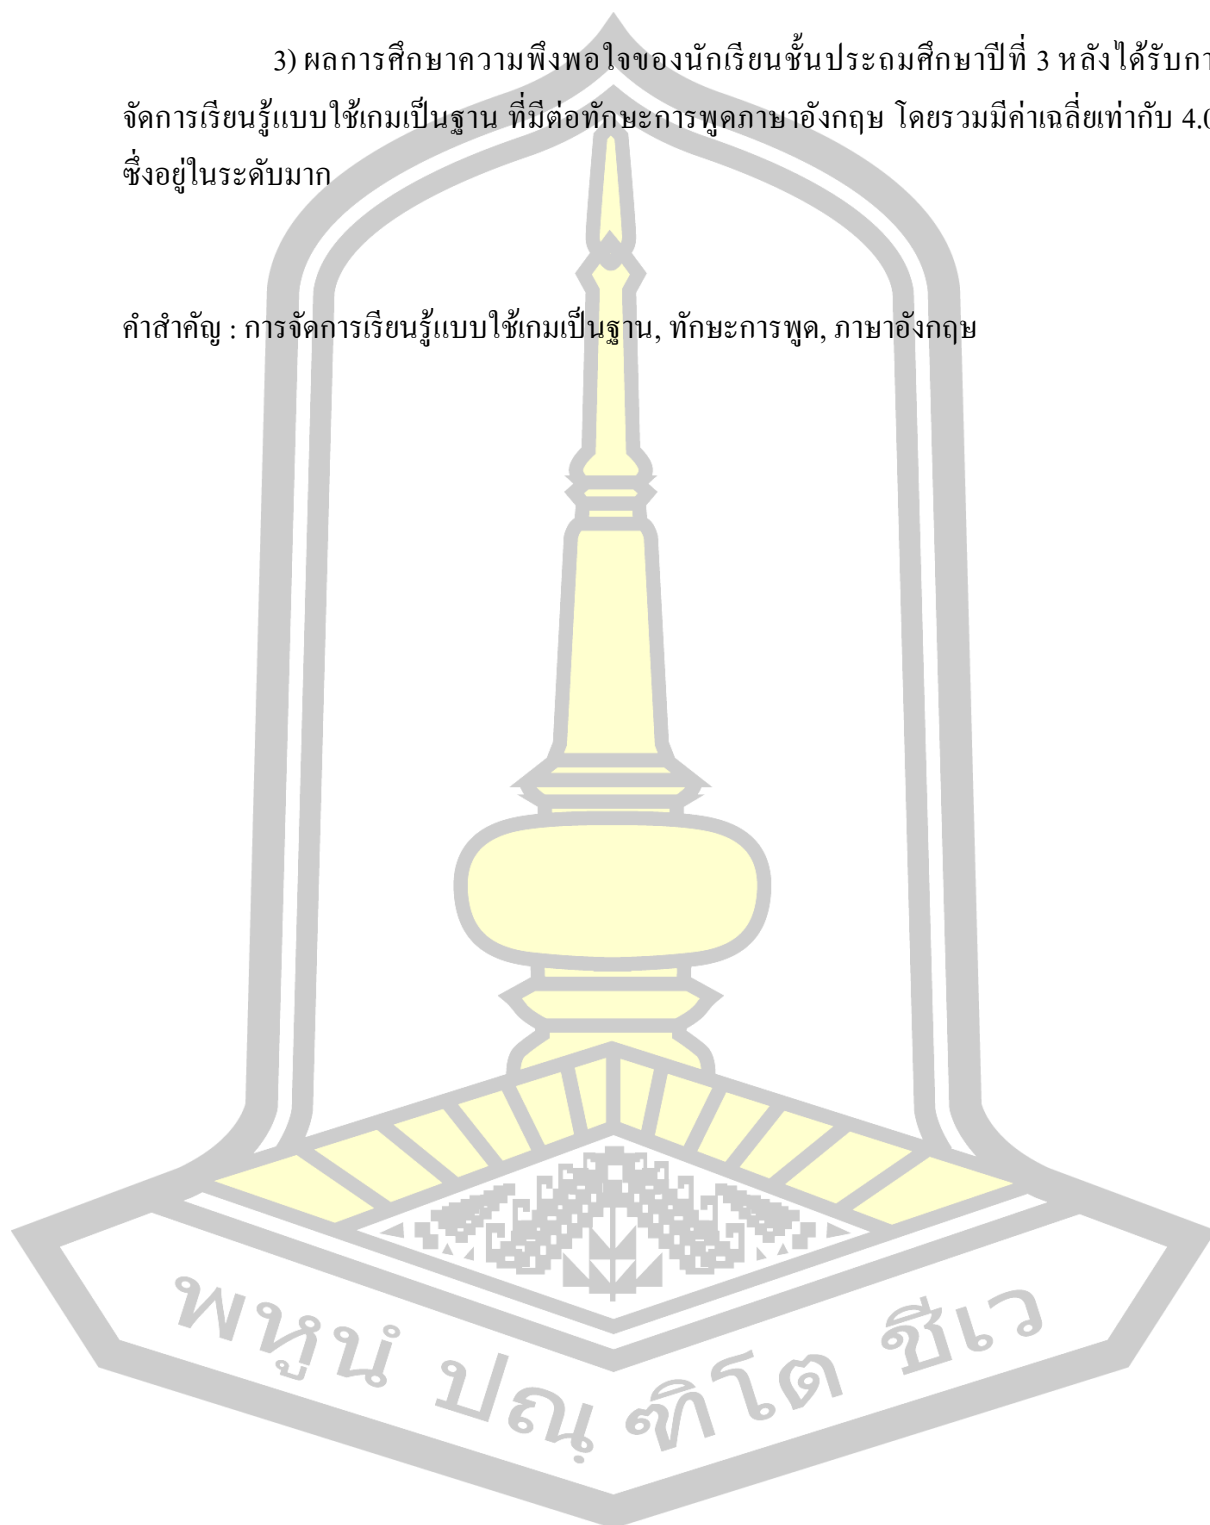 3) ผลการศึกษาความพึงพอใจของนักเรียนชั้นประถมศึกษาปีที่ 3 หลังได้รับกา
จัดการเรียนรู้แบบใช้เกมเป็นฐาน ที่มีต่อทักษะการพูดภาษาอังกฤษ โดยรวมมีค่าเฉลี่ยเท่ากับ 4.0
ซึ่งอยู่ในระดับมาก
คำสำคัญ : การจัดการเรียนรู้แบบใช้เกมเป็นฐาน, ทักษะการพูด, ภาษาอังกฤษ
พหูนํ ปณฺฑิโต ชีเว